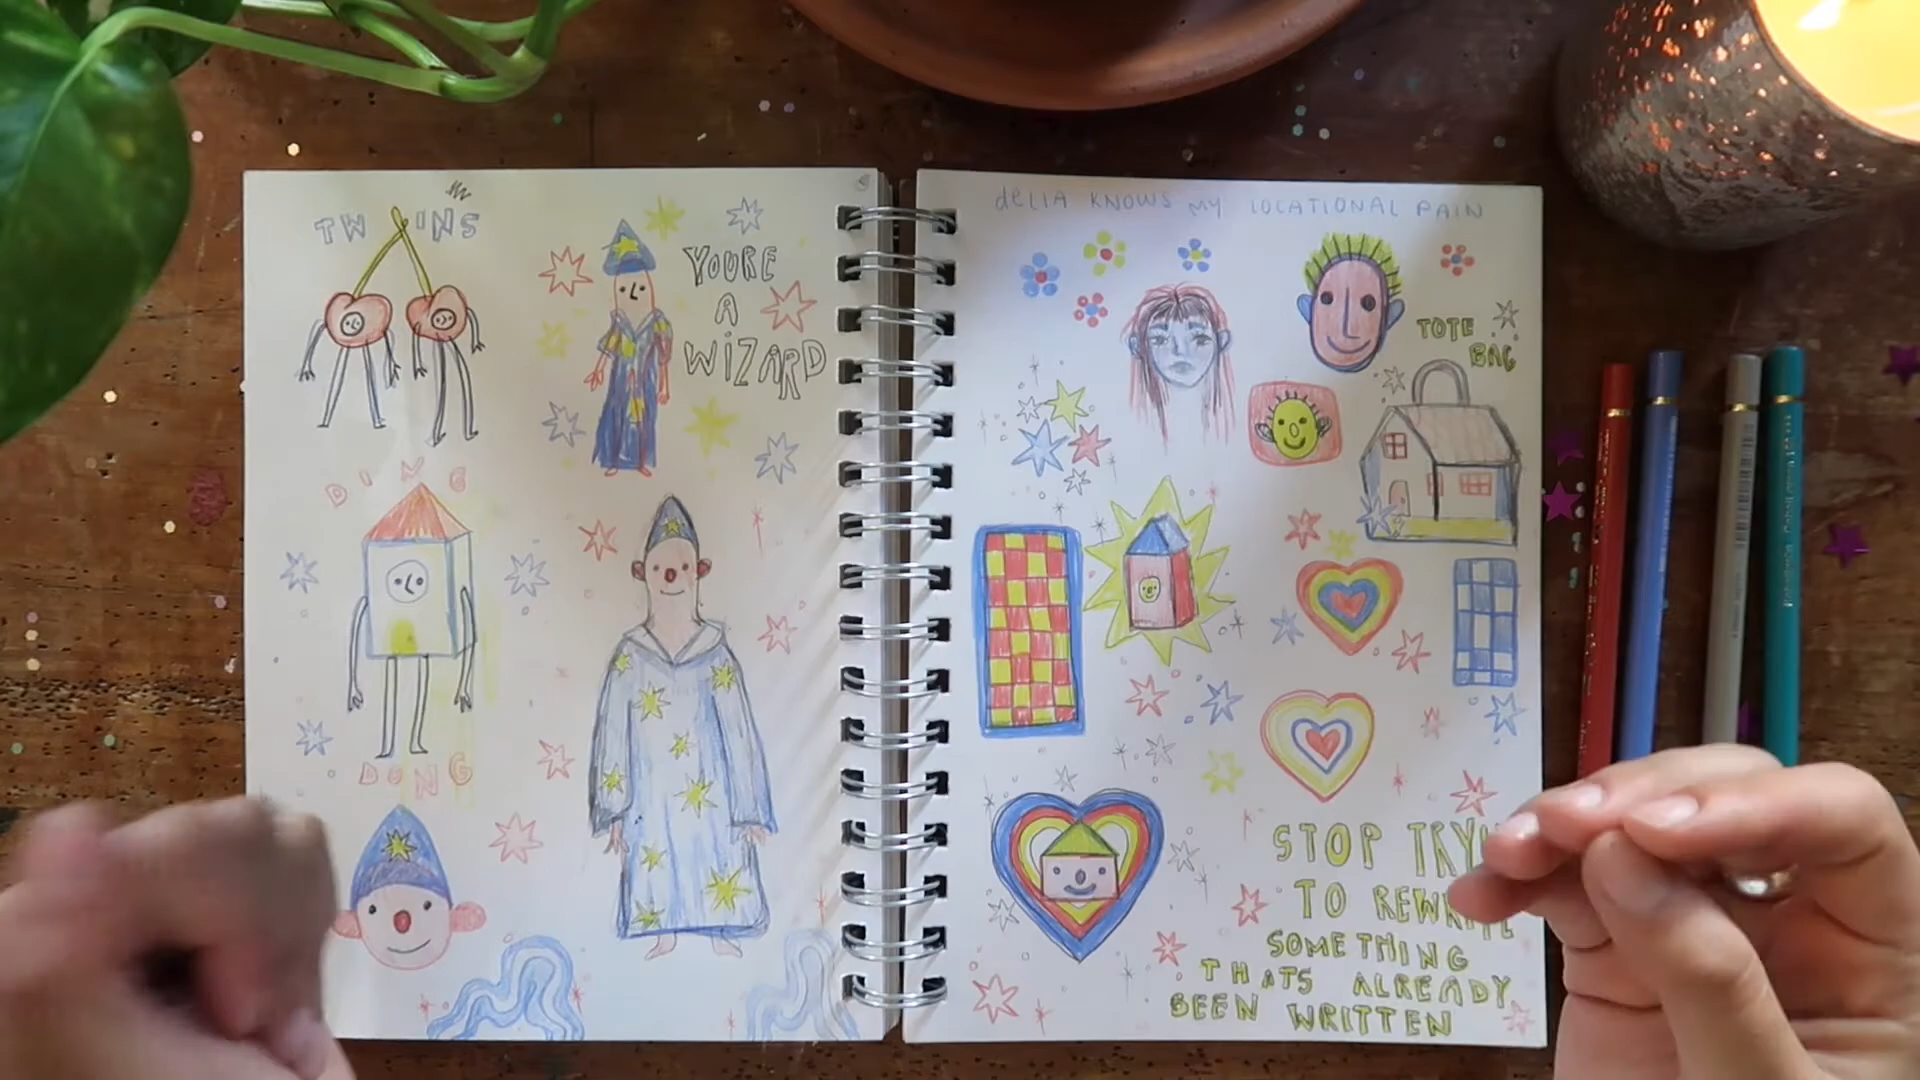 TWINS
YOURE
A
WIZARD
DING
DONG
dELIA KNOWS MY LOCATIONAL PAIN
TOTE
BAG
STOP
TO
SOMETHING
THATS ALREADY
BEEN WRITTEN